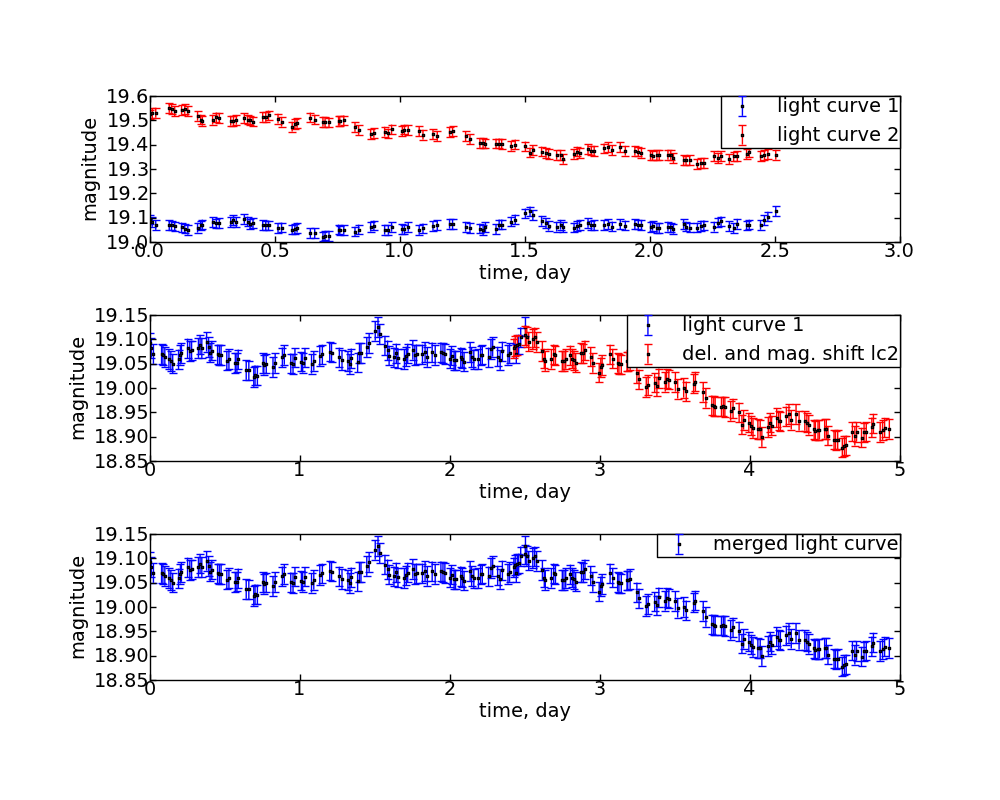 19.6
19.5
19.4
19.3
19.2
19.1
19.0
magnitude
light curve 1
light curve 2
0.0 0.5 1.0 1.5 2.0 2.5 3.0
time, day
19.15
19.10
19.05
19.00
18.95
18.90
18.85
magnitude
light curve 1
del. and mag. shift lc2
0 1 2 3 4 5
time, day
19.15
19.10
19.05
19.00
18.95
18.90
18.85
magnitude
merged light curve
0 1 2 3 4 5
time, day